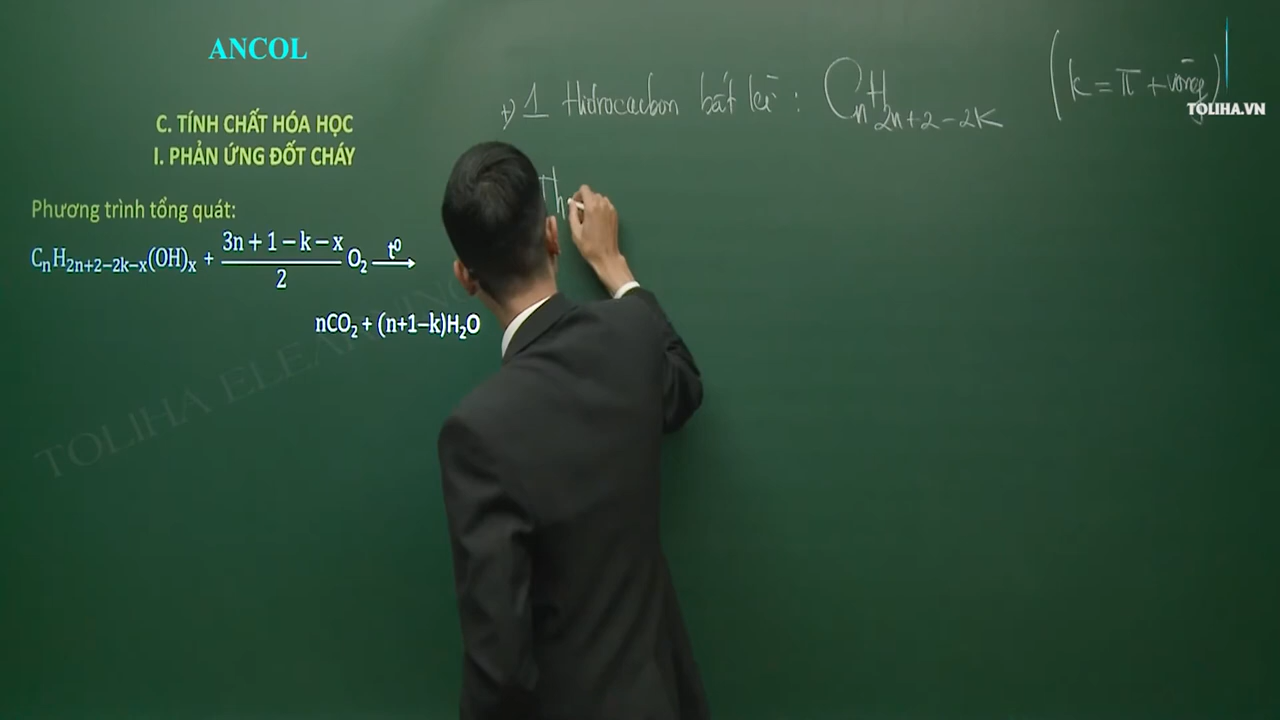 ANCOL
C. TÍNH CHẤT HÓA HỌC
I. PHẢN ỨNG ĐỐT CHÁY
Phương trình tổng quát:
CₙH₂ₙ₊₂₋₂ₖ₋ₓ(OH)ₓ + (3n + 1 – k – x)/2 O₂ →(t⁰)
nCO₂ + (n+1–k)H₂O
+) 1 Hidrocacbon bất kì : CₙH₂ₙ₊₂₋₂ₖ (k = π + vòng)
Th
TOLIHA.VN
TOLIHA ELEARNING